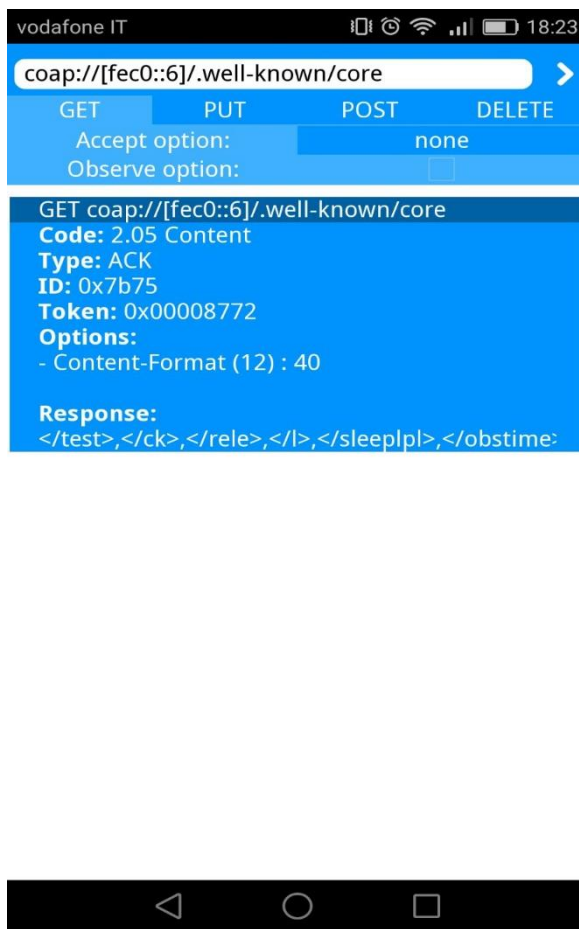 vodafone IT 18:23
coap://[fec0::6]/.well-known/core
GET PUT POST DELETE
Accept option: none
Observe option:
GET coap://[fec0::6]/.well-known/core
Code: 2.05 Content
Type: ACK
ID: 0x7b75
Token: 0x00008772
Options:
- Content-Format (12) : 40
Response:
</test>,</ck>,</rele>,</l>,</sleeplpl>,</obstime>